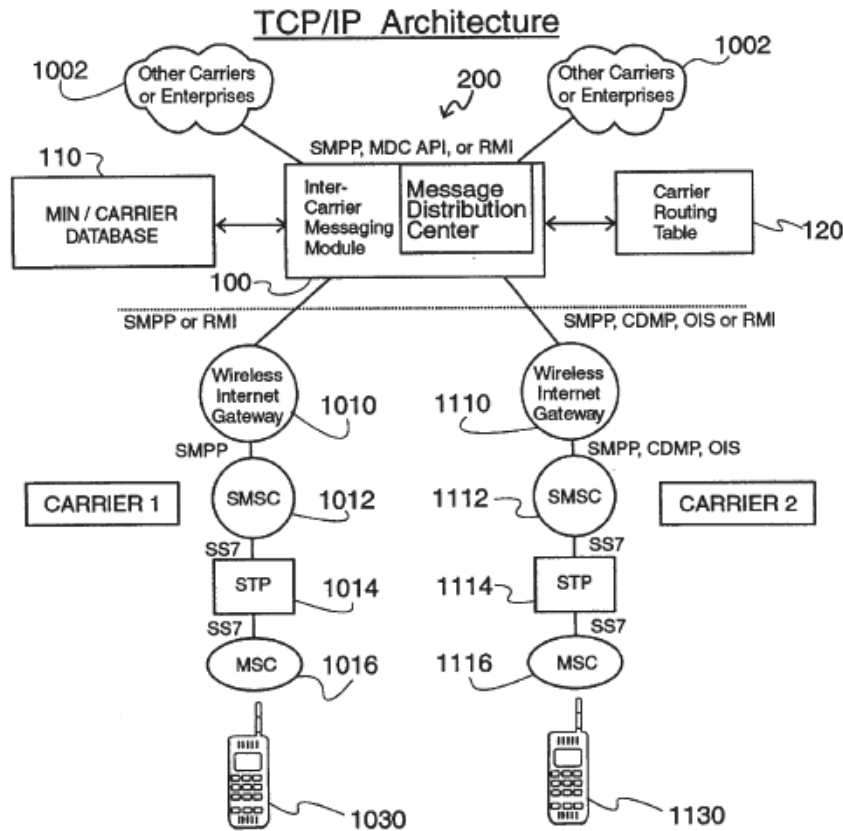 TCP/IP Architecture
1002
Other Carriers
or Enterprises
1002
Other Carriers
or Enterprises
200
SMPP, MDC API, or RMI
110
MIN / CARRIER
DATABASE
Inter-
Carrier
Messaging
Module
Message
Distribution
Center
Carrier
Routing
Table
120
100
SMPP or RMI
SMPP, CDMP, OIS or RMI
Wireless
Internet
Gateway
1010
1110
Wireless
Internet
Gateway
SMPP
SMPP, CDMP, OIS
CARRIER 1
SMSC
1012
1112
SMSC
CARRIER 2
SS7
SS7
STP
1014
1114
STP
SS7
SS7
MSC
1016
1116
MSC
1030
1130